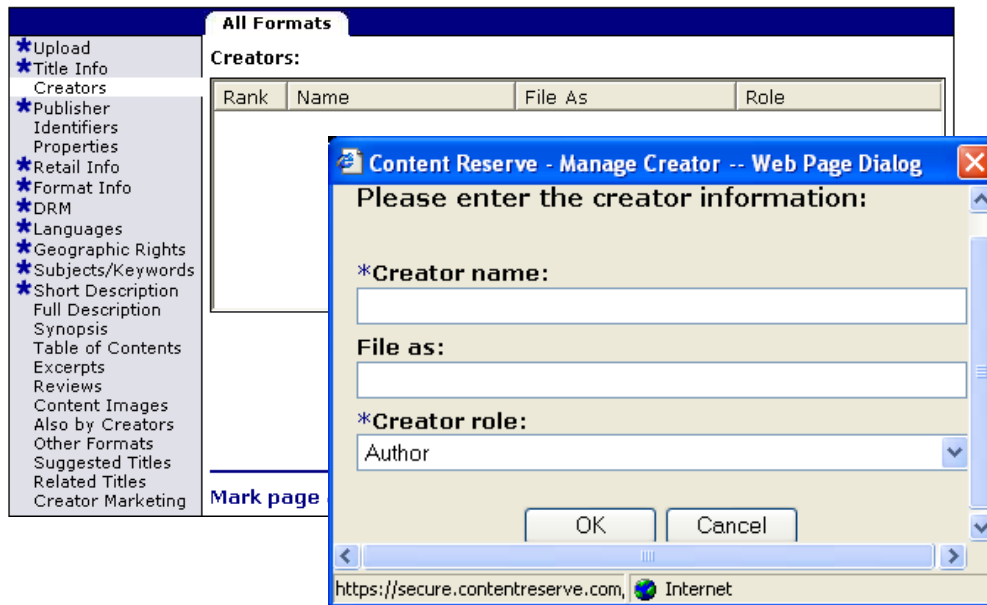 All Formats
*Upload
*Title Info
Creators
*Publisher
Identifiers
Properties
*Retail Info
*Format Info
*DRM
*Languages
*Geographic Rights
*Subjects/Keywords
*Short Description
Full Description
Synopsis
Table of Contents
Excerpts
Reviews
Content Images
Also by Creators
Other Formats
Suggested Titles
Related Titles
Creator Marketing
Creators:
Rank Name File As Role
Mark page
Content Reserve - Manage Creator -- Web Page Dialog
Please enter the creator information:
*Creator name:
File as:
*Creator role:
Author
OK Cancel
https://secure.contentreserve.com, Internet